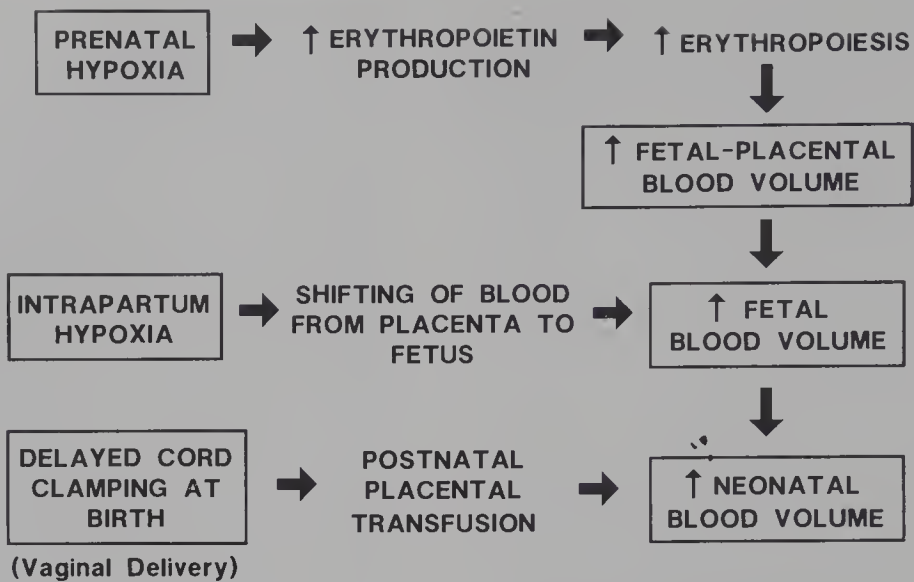 PRENATAL
HYPOXIA
↑ ERYTHROPOIETIN
PRODUCTION
↑ ERYTHROPOIESIS
↑ FETAL-PLACENTAL
BLOOD VOLUME
INTRAPARTUM
HYPOXIA
SHIFTING OF BLOOD
FROM PLACENTA TO
FETUS
↑ FETAL
BLOOD VOLUME
DELAYED CORD
CLAMPING AT
BIRTH
(Vaginal Delivery)
POSTNATAL
PLACENTAL
TRANSFUSION
↑ NEONATAL
BLOOD VOLUME